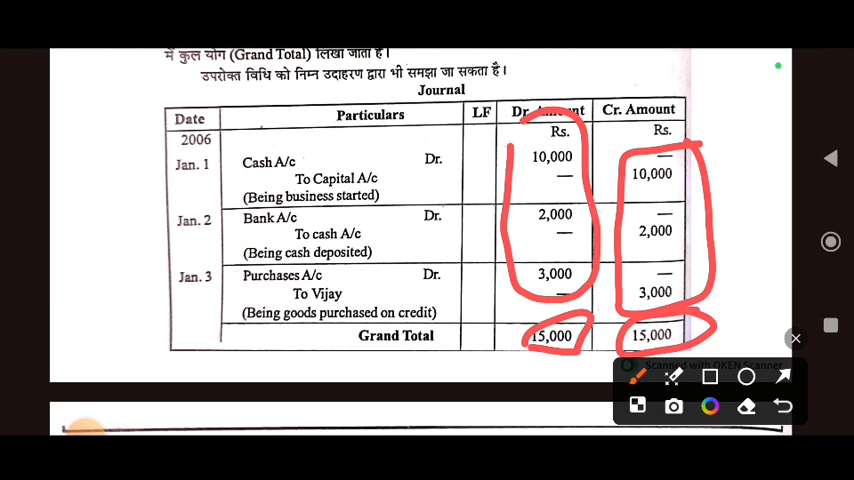 में कुल योग (Grand Total) लिखा जाता है।
उपरोक्त विधि को निम्न उदाहरण द्वारा भी समझा जा सकता है।
Journal
Date Particulars LF Dr. Amount Cr. Amount
Rs. Rs.
2006
Jan. 1 Cash A/c Dr. 10,000 —
To Capital A/c — 10,000
(Being business started)
Jan. 2 Bank A/c Dr. 2,000 —
To cash A/c — 2,000
(Being cash deposited)
Jan. 3 Purchases A/c Dr. 3,000 —
To Vijay — 3,000
(Being goods purchased on credit)
Grand Total 15,000 15,000
Scanned with OKEN Scanner